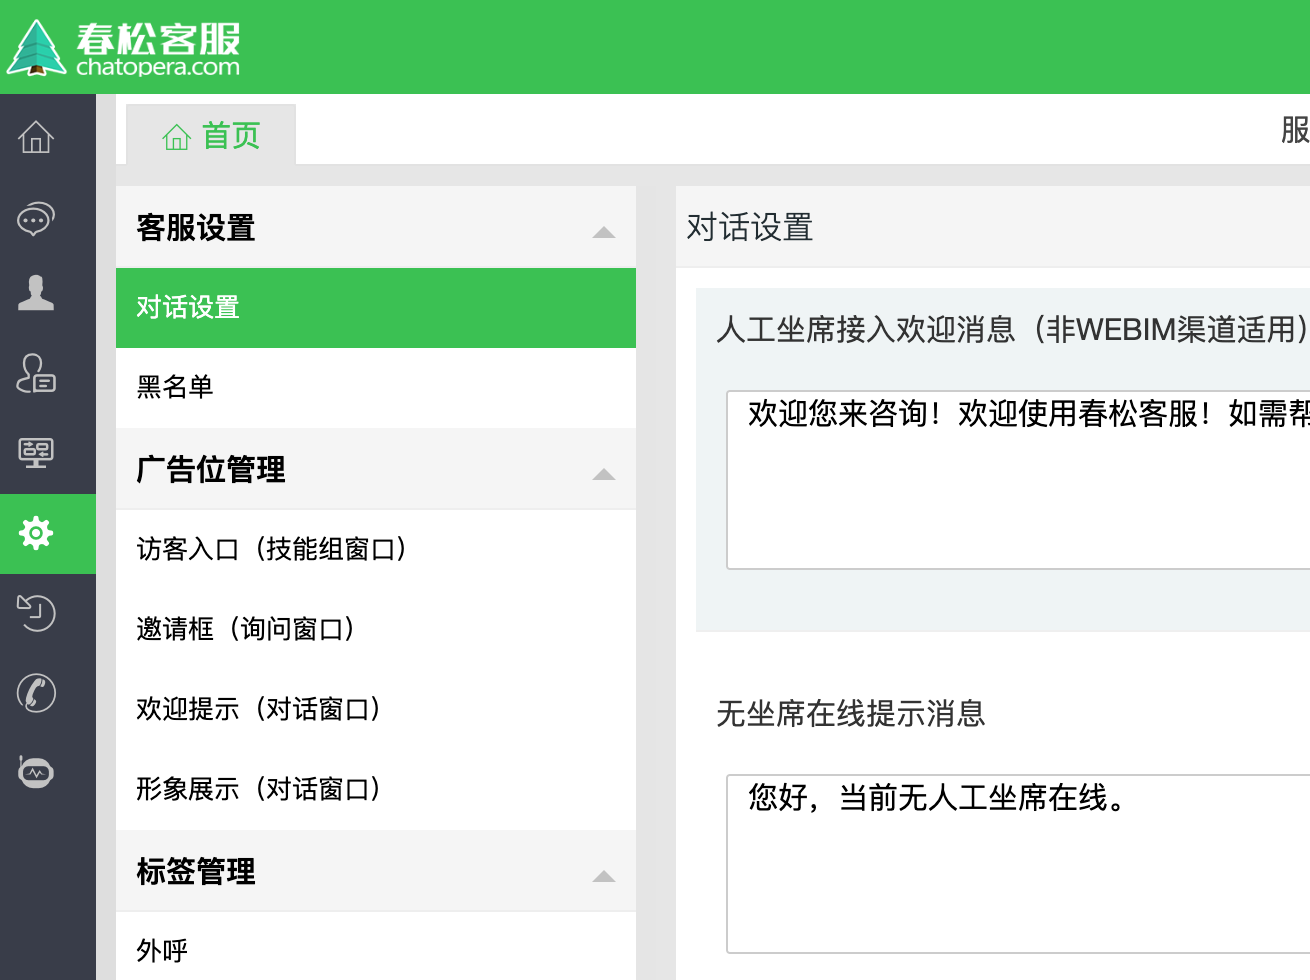 春松客服
chatopera.com
首页
服
客服设置
对话设置
黑名单
广告位管理
访客入口（技能组窗口）
邀请框（询问窗口）
欢迎提示（对话窗口）
形象展示（对话窗口）
标签管理
外呼
对话设置
人工坐席接入欢迎消息（非WEBIM渠道适用）
欢迎您来咨询！欢迎使用春松客服！如需帮
无坐席在线提示消息
您好，当前无人工坐席在线。